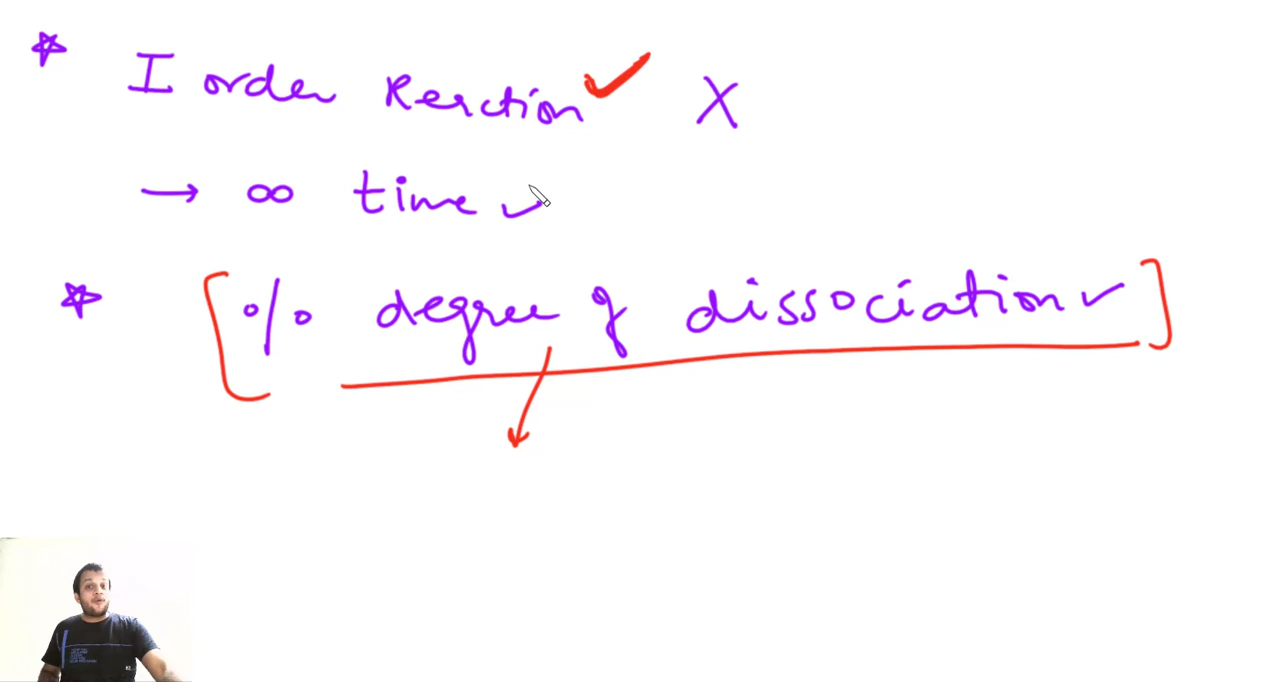 ☆ I order Reaction ✓ X
→ ∞ time ✓
☆ [% degree of dissociation ✓]